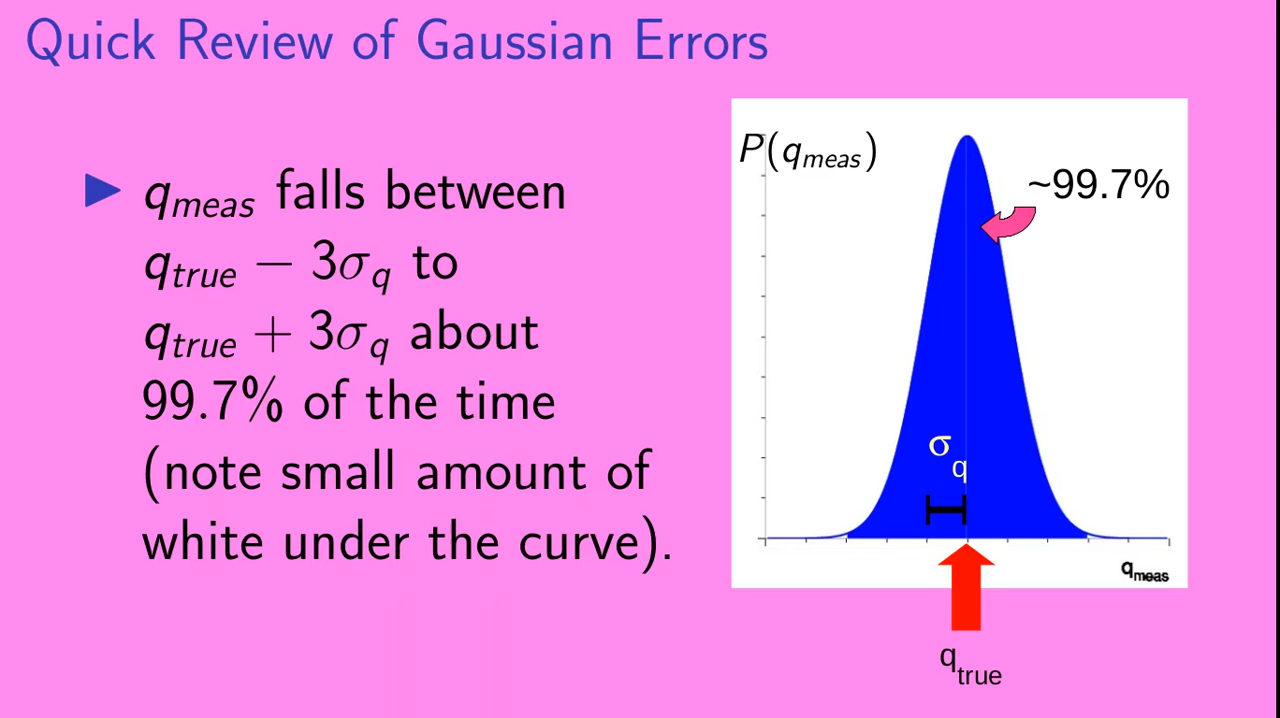 Quick Review of Gaussian Errors
▶ q_meas falls between
q_true − 3σ_q to
q_true + 3σ_q about
99.7% of the time
(note small amount of
white under the curve).
P(q_meas)
~99.7%
σ_q
q_meas
q_true